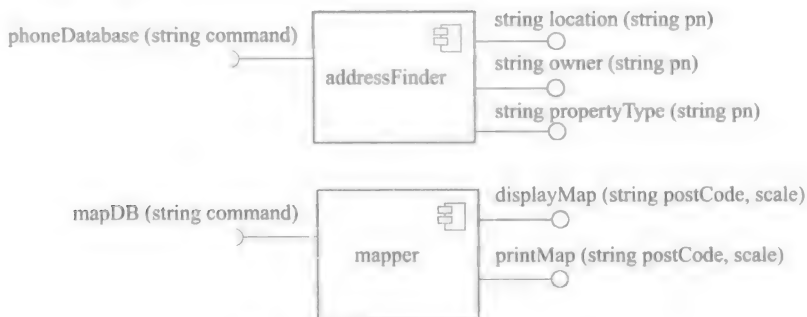 string location (string pn)
phoneDatabase (string command)
string owner (string pn)
addressFinder
string propertyType (string pn)
displayMap (string postCode, scale)
mapDB (string command)
printMap (string postCode, scale)
mapper